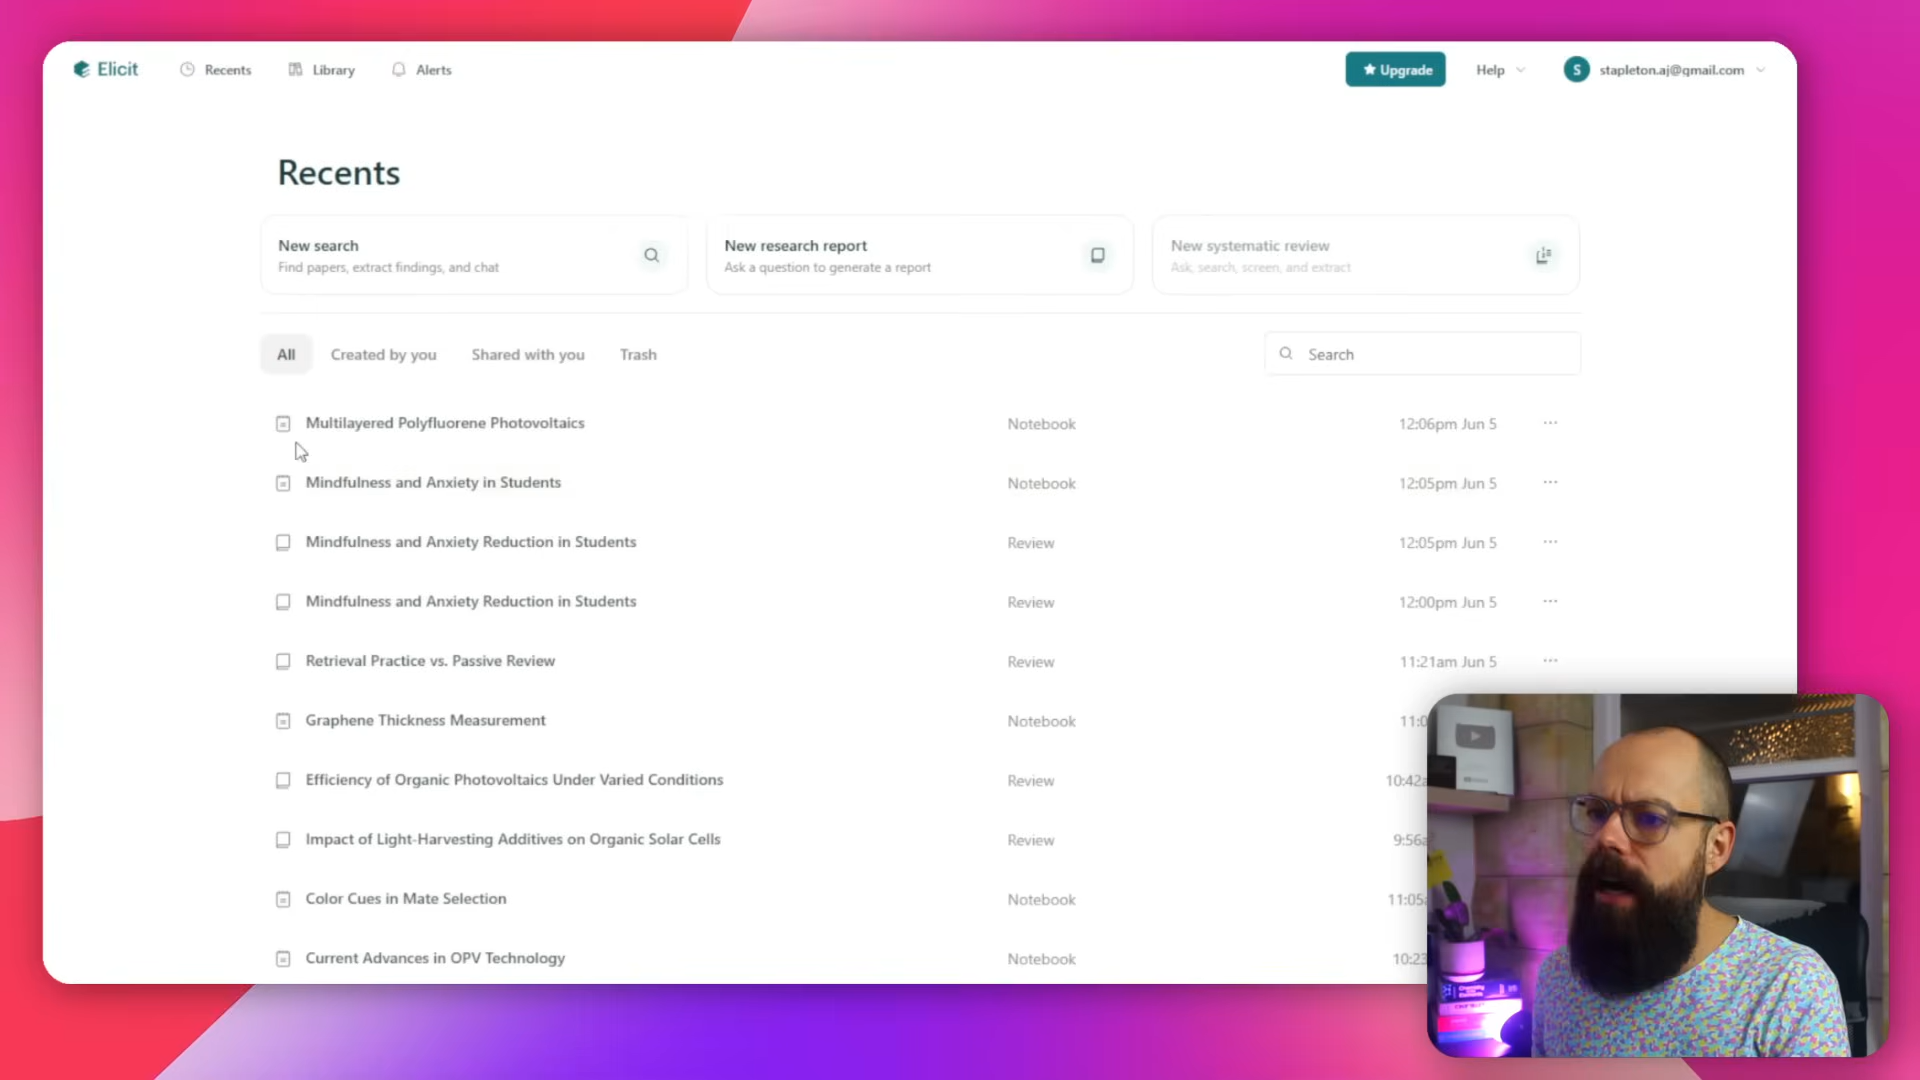 Elicit Recents Library Alerts Upgrade Help S stapleton.aj@gmail.com
Recents
New search
Find papers, extract findings, and chat
New research report
Ask a question to generate a report
New systematic review
Ask, search, screen, and extract
All Created by you Shared with you Trash Search
Multilayered Polyfluorene Photovoltaics Notebook 12:06pm Jun 5
Mindfulness and Anxiety in Students Notebook 12:05pm Jun 5
Mindfulness and Anxiety Reduction in Students Review 12:05pm Jun 5
Mindfulness and Anxiety Reduction in Students Review 12:00pm Jun 5
Retrieval Practice vs. Passive Review Review 11:21am Jun 5
Graphene Thickness Measurement Notebook 11:0
Efficiency of Organic Photovoltaics Under Varied Conditions Review 10:42a
Impact of Light-Harvesting Additives on Organic Solar Cells Review 9:56a
Color Cues in Mate Selection Notebook 11:05a
Current Advances in OPV Technology Notebook 10:23